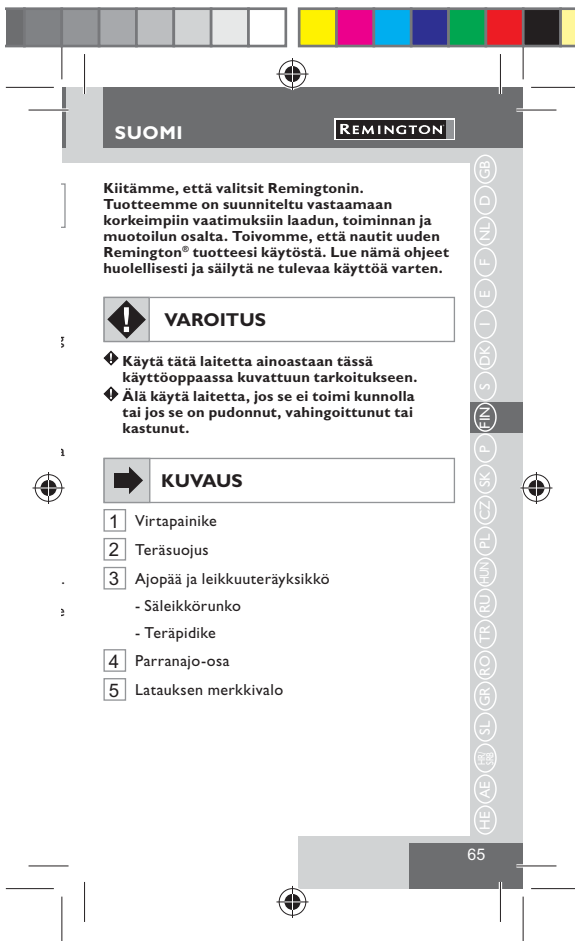 SUOMI
REMINGTON
Kiitämme, että valitsit Remingtonin.
Tuotteemme on suunniteltu vastaamaan
korkeimpiin vaatimuksiin laadun, toiminnan ja
muotoilun osalta. Toivomme, että nautit uuden
Remington® tuotteesi käytöstä. Lue nämä ohjeet
huolellisesti ja säilytä ne tulevaa käyttöä varten.
VAROITUS
Käytä tätä laitetta ainoastaan tässä
käyttöoppaassa kuvattuun tarkoitukseen.
Älä käytä laitetta, jos se ei toimi kunnolla
tai jos se on pudonnut, vahingoittunut tai
kastunut.
KUVAUS
1 Virtapainike
2 Teräsuojus
3 Ajopää ja leikkuuteräyksikkö
- Säleikkörunko
- Teräpidike
4 Parranajo-osa
5 Latauksen merkkivalo
GB
D
NL
F
E
I
DK
S
FIN
P
SK
CZ
PL
HUN
RU
TR
RO
GR
SL
HR/
SRB
AE
HE
65